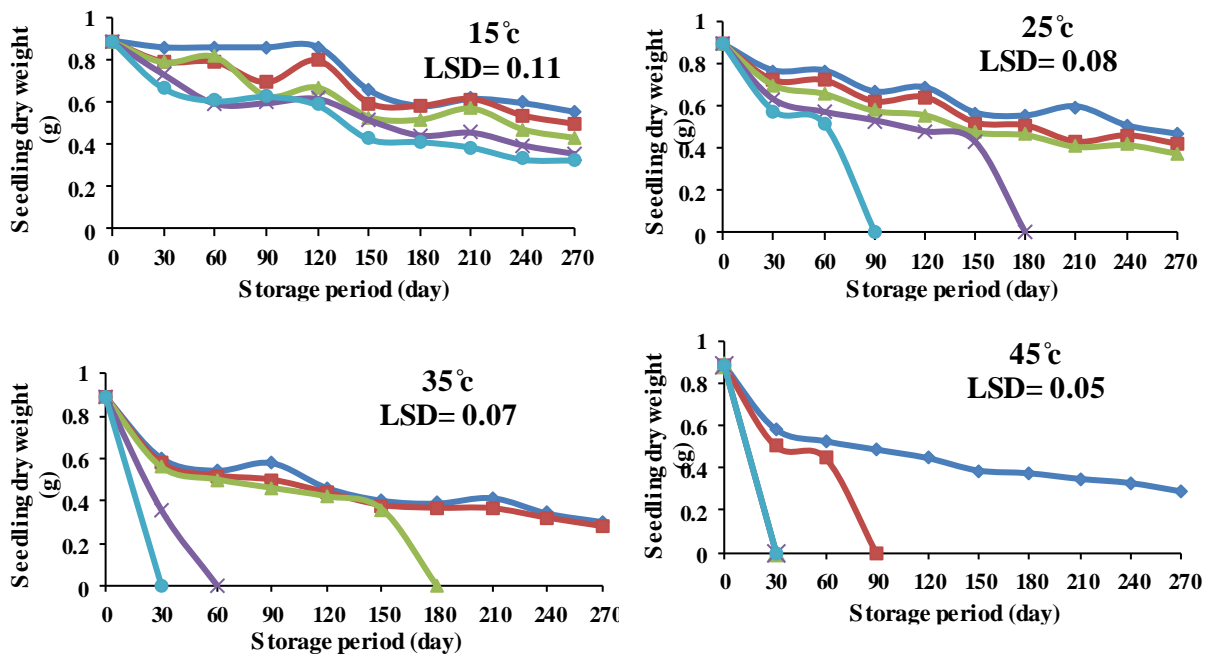 15°c
LSD= 0.11
Seedling dry weight
(g)
1
0.8
0.6
0.4
0.2
0
0 30 60 90 120 150 180 210 240 270
Storage period (day)
25°c
LSD= 0.08
Seedling dry weight
(g)
1
0.8
0.6
0.4
0.2
0
0 30 60 90 120 150 180 210 240 270
Storage period (day)
35°c
LSD= 0.07
Seedling dry weight
(g)
1
0.8
0.6
0.4
0.2
0
0 30 60 90 120 150 180 210 240 270
Storage period (day)
45°c
LSD= 0.05
Seedling dry weight
(g)
1
0.8
0.6
0.4
0.2
0
0 30 60 90 120 150 180 210 240 270
Storage period (day)